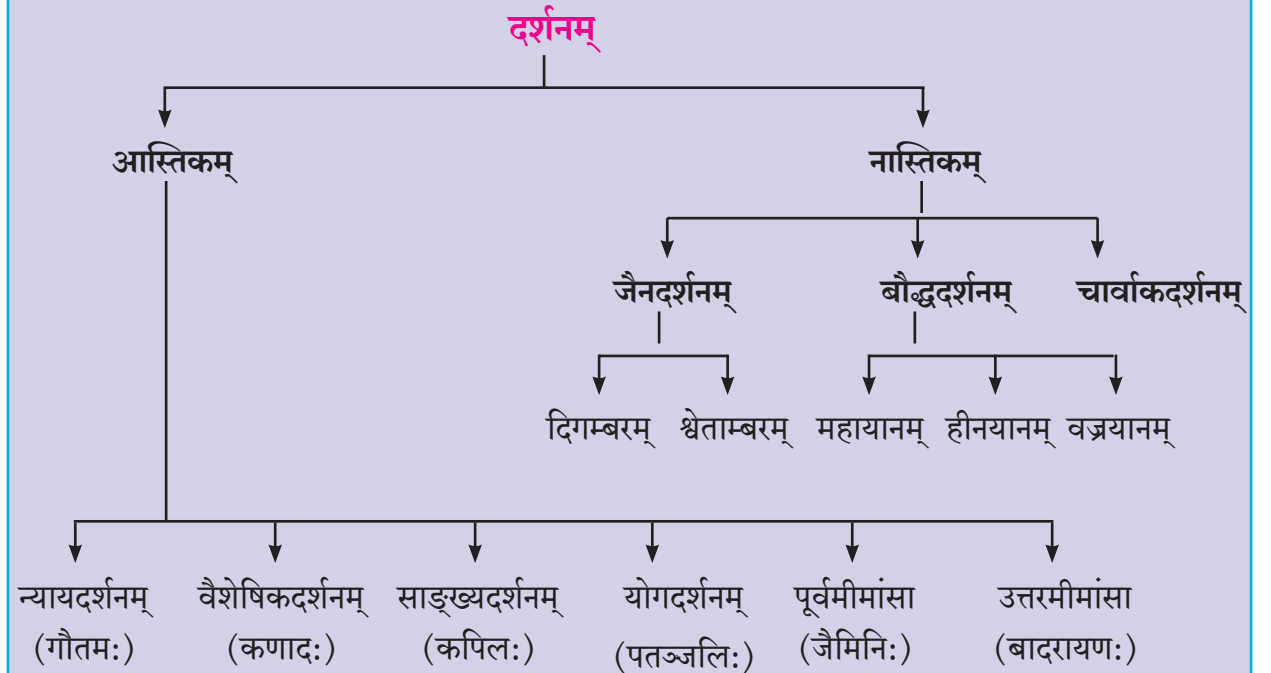 दर्शनम्
आस्तिकम् नास्तिकम्
जैनदर्शनम् बौद्धदर्शनम् चार्वाकदर्शनम्
दिगम्बरम् श्वेताम्बरम् महायानम् हीनयानम् वज्रयानम्
न्यायदर्शनम् वैशेषिकदर्शनम् साङ्ख्यदर्शनम् योगदर्शनम् पूर्वमीमांसा उत्तरमीमांसा
(गौतमः) (कणादः) (कपिलः) (पतञ्जलिः) (जैमिनिः) (बादरायणः)